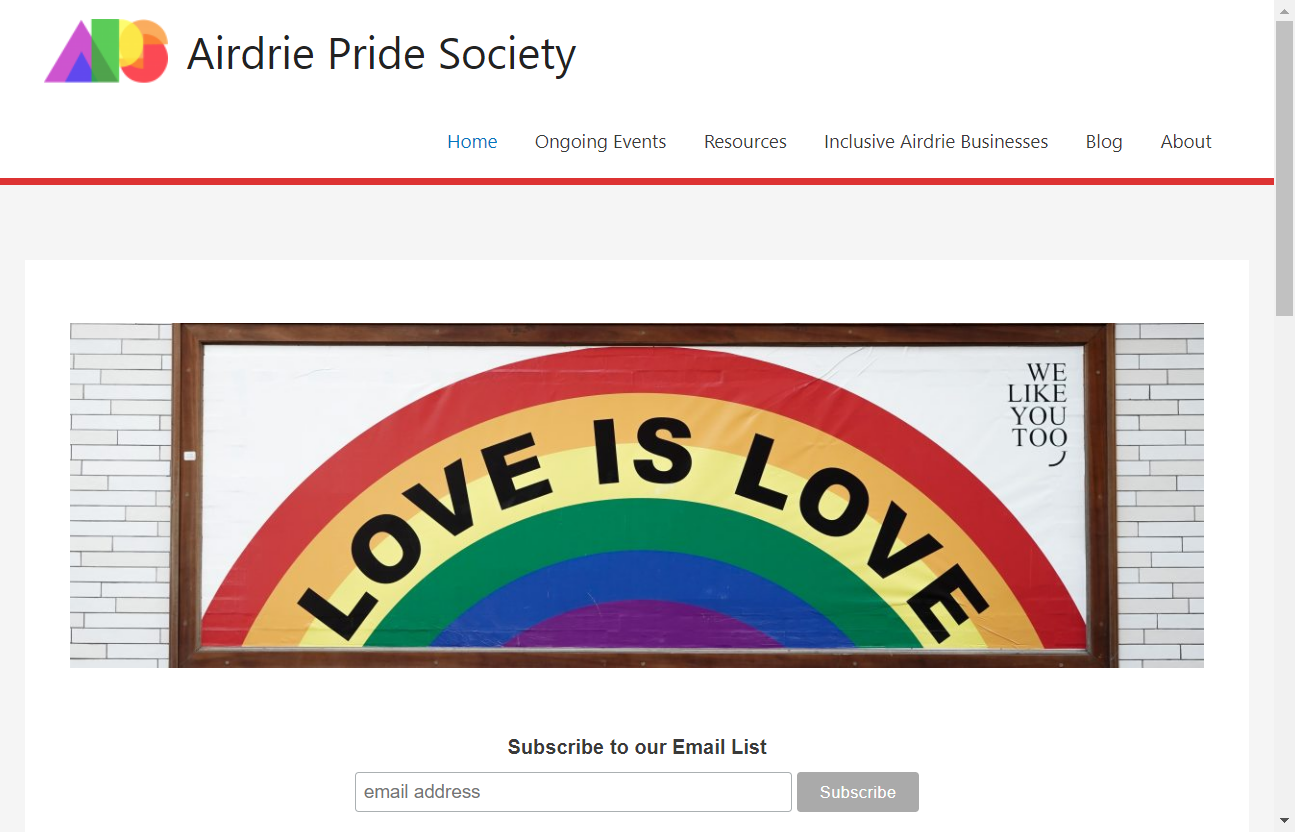 APS
Airdrie Pride Society
Home Ongoing Events Resources Inclusive Airdrie Businesses Blog About
LOVE IS LOVE
WE
LIKE
YOU
TOO
Subscribe to our Email List
email address Subscribe